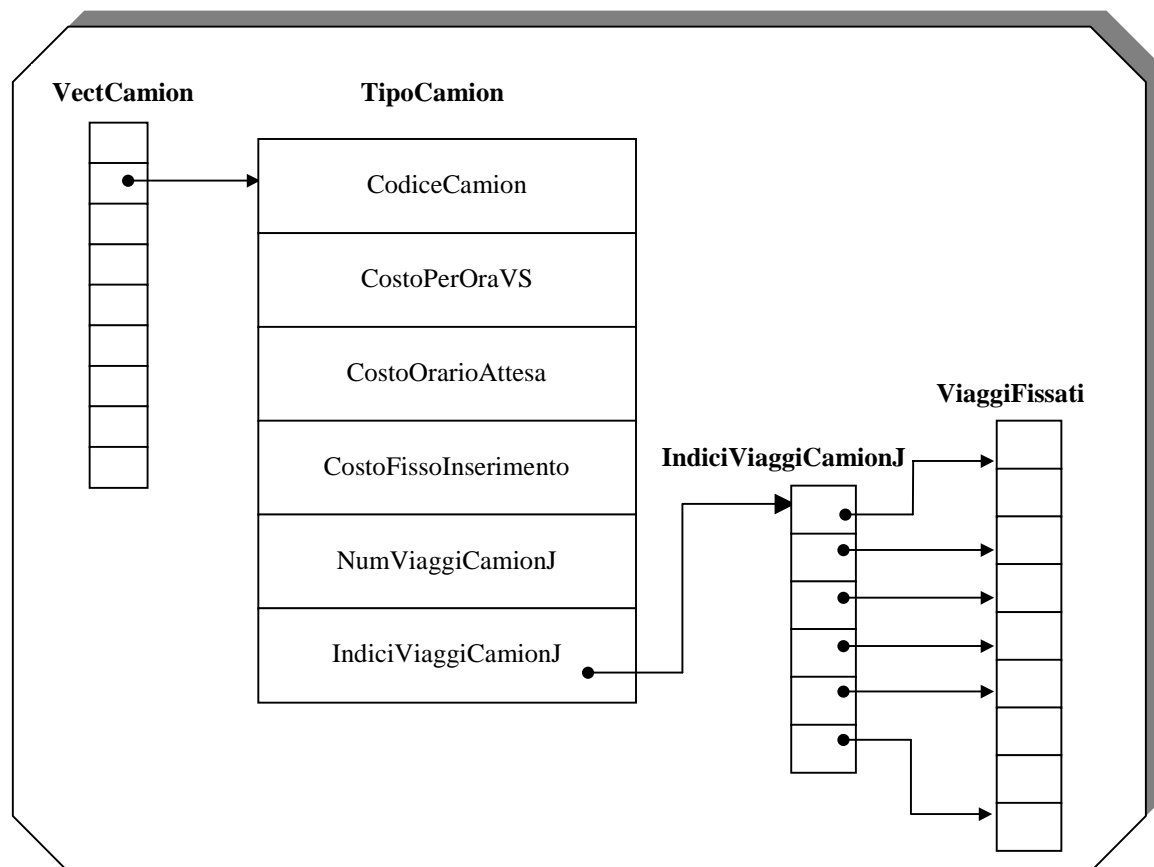 VectCamion
TipoCamion
CodiceCamion
CostoPerOraVS
CostoOrarioAttesa
CostoFissoInserimento
NumViaggiCamionJ
IndiciViaggiCamionJ
IndiciViaggiCamionJ
ViaggiFissati